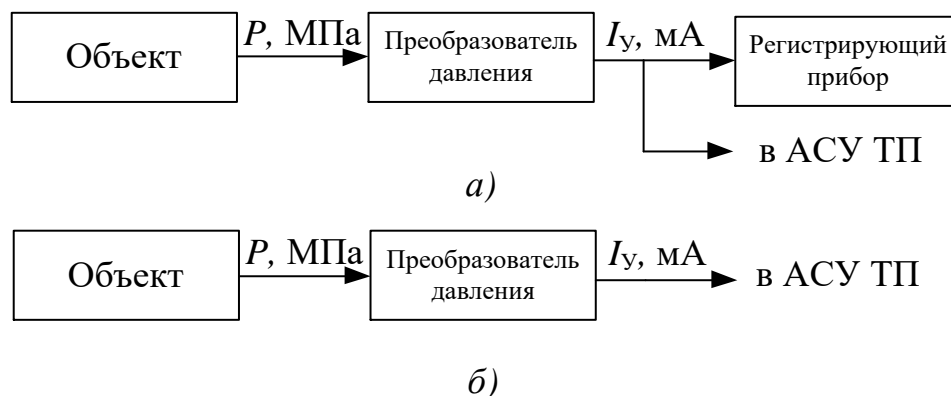 Объект
P, МПа
Преобразователь
давления
Iу, мА
Регистрирующий
прибор
в АСУ ТП
а)
Объект
P, МПа
Преобразователь
давления
Iу, мА
в АСУ ТП
б)